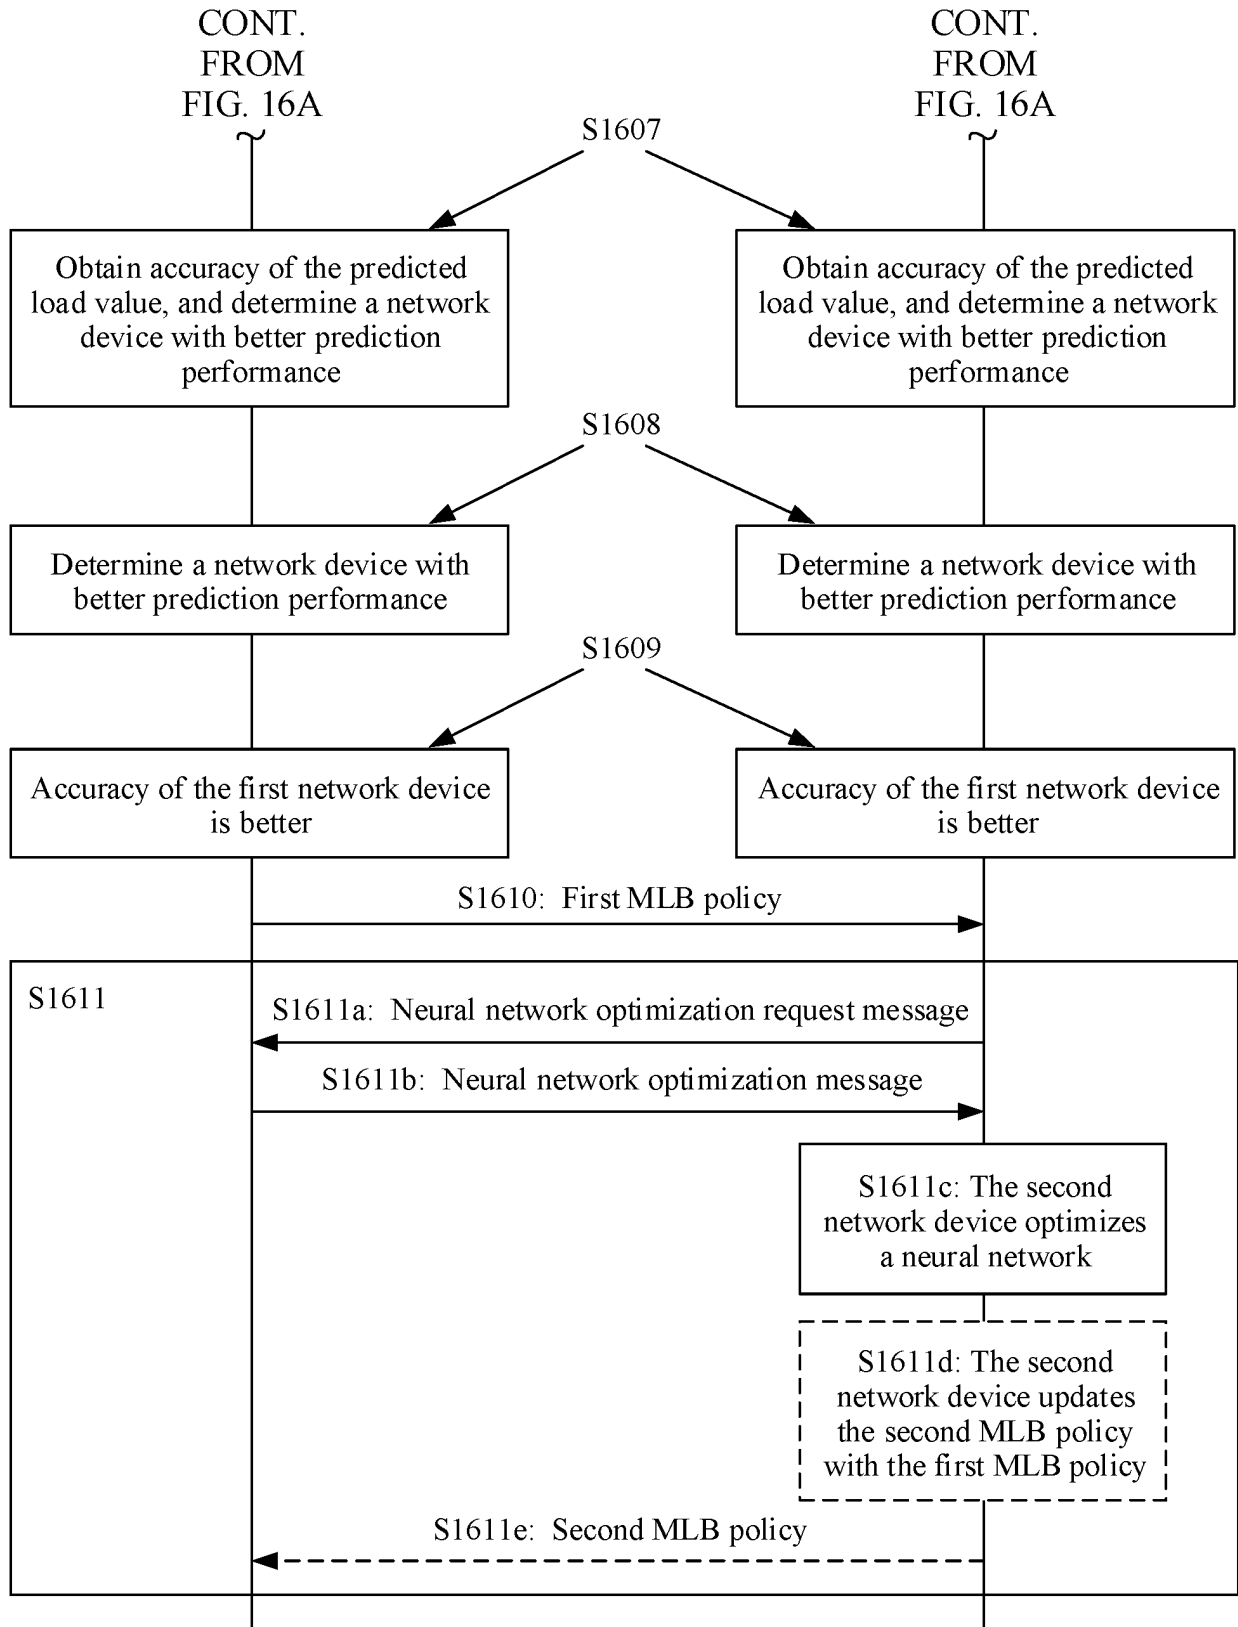 CONT.
FROM
FIG. 16A
CONT.
FROM
FIG. 16A
S1607
Obtain accuracy of the predicted
load value, and determine a network
device with better prediction
performance
Obtain accuracy of the predicted
load value, and determine a network
device with better prediction
performance
S1608
Determine a network device with
better prediction performance
Determine a network device with
better prediction performance
S1609
Accuracy of the first network device
is better
Accuracy of the first network device
is better
S1610: First MLB policy
S1611
S1611a: Neural network optimization request message
S1611b: Neural network optimization message
S1611c: The second
network device optimizes
a neural network
S1611d: The second
network device updates
the second MLB policy
with the first MLB policy
S1611e: Second MLB policy